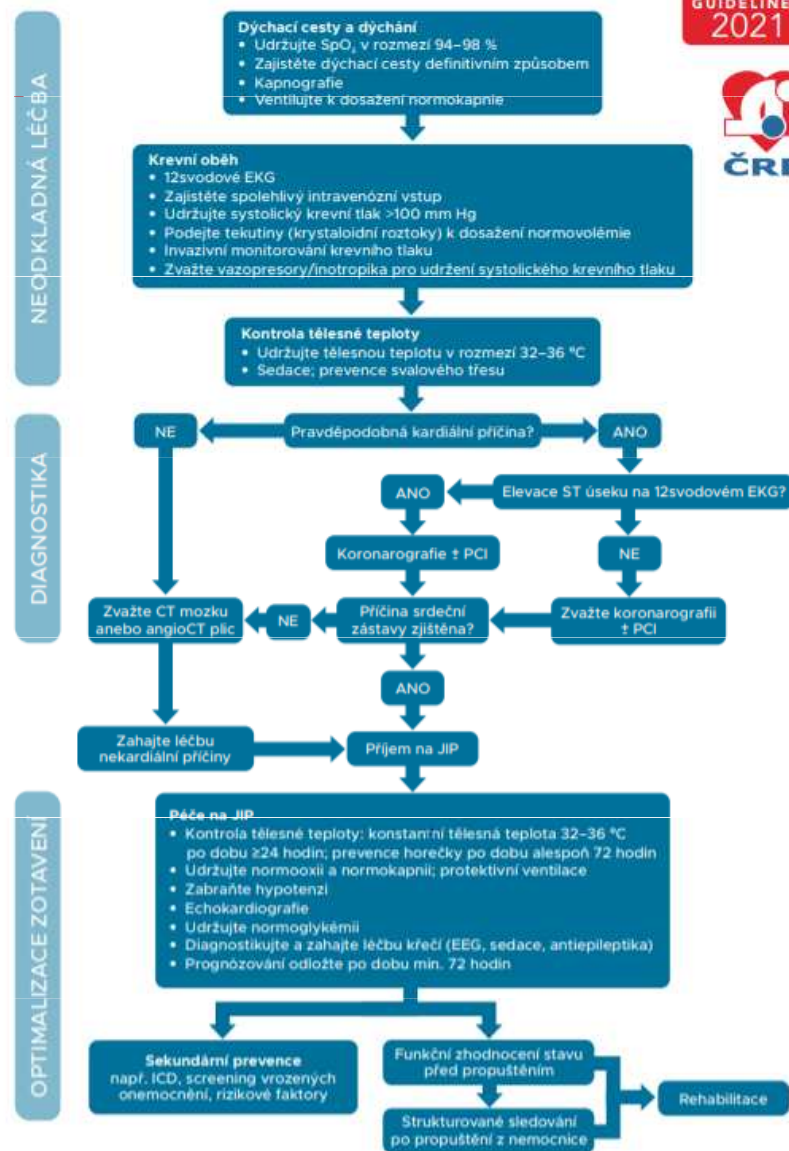 GUIDELINE
2021
ČR
NEODKLADNÁ LÉČBA
Dýchací cesty a dýchání
• Udržujte SpO₂ v rozmezí 94–98 %
• Zajistěte dýchací cesty definitivním způsobem
• Kapnografie
• Ventilujte k dosažení normokapnie
Krevní oběh
• 12svodové EKG
• Zajistěte spolehlivý intravenózní vstup
• Udržujte systolický krevní tlak >100 mm Hg
• Podejte tekutiny (krystaloidní roztoky) k dosažení normovolémie
• Invazivní monitorování krevního tlaku
• Zvažte vazopresory/inotropika pro udržení systolického krevního tlaku
Kontrola tělesné teploty
• Udržujte tělesnou teplotu v rozmezí 32–36 °C
• Sedace; prevence svalového třesu
DIAGNOSTIKA
NE
Pravděpodobná kardiální příčina?
ANO
ANO
Elevace ST úseku na 12svodovém EKG?
Koronarografie ± PCI
NE
Zvažte CT mozku
anebo angioCT plic
NE
Příčina srdeční
zástavy zjištěna?
Zvažte koronarografii
± PCI
ANO
Zahajte léčbu
nekardiální příčiny
Příjem na JIP
OPTIMALIZACE ZOTAVENÍ
Péče na JIP
• Kontrola tělesné teploty: konstantní tělesná teplota 32–36 °C
po dobu ≥24 hodin; prevence horečky po dobu alespoň 72 hodin
• Udržujte normooxii a normokapnii; protektivní ventilace
• Zabraňte hypotenzi
• Echokardiografie
• Udržujte normoglykémii
• Diagnostikujte a zahajte léčbu křečí (EEG, sedace, antiepileptika)
• Prognózování odložte po dobu min. 72 hodin
Sekundární prevence
např. ICD, screening vrozených
onemocnění, rizikové faktory
Funkční zhodnocení stavu
před propuštěním
Strukturované sledování
po propuštění z nemocnice
Rehabilitace